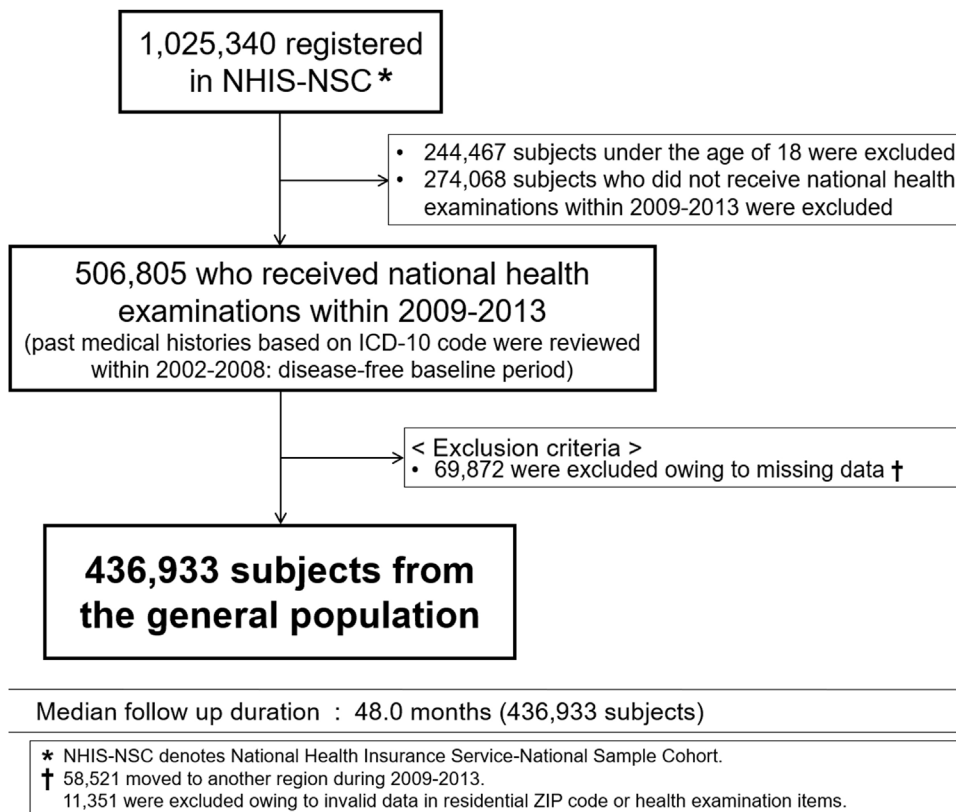 1,025,340 registered
in NHIS-NSC*
• 244,467 subjects under the age of 18 were excluded
• 274,068 subjects who did not receive national health
examinations within 2009-2013 were excluded
506,805 who received national health
examinations within 2009-2013
(past medical histories based on ICD-10 code were reviewed
within 2002-2008: disease-free baseline period)
< Exclusion criteria >
• 69,872 were excluded owing to missing data †
436,933 subjects from
the general population
Median follow up duration : 48.0 months (436,933 subjects)
* NHIS-NSC denotes National Health Insurance Service-National Sample Cohort.
† 58,521 moved to another region during 2009-2013.
11,351 were excluded owing to invalid data in residential ZIP code or health examination items.